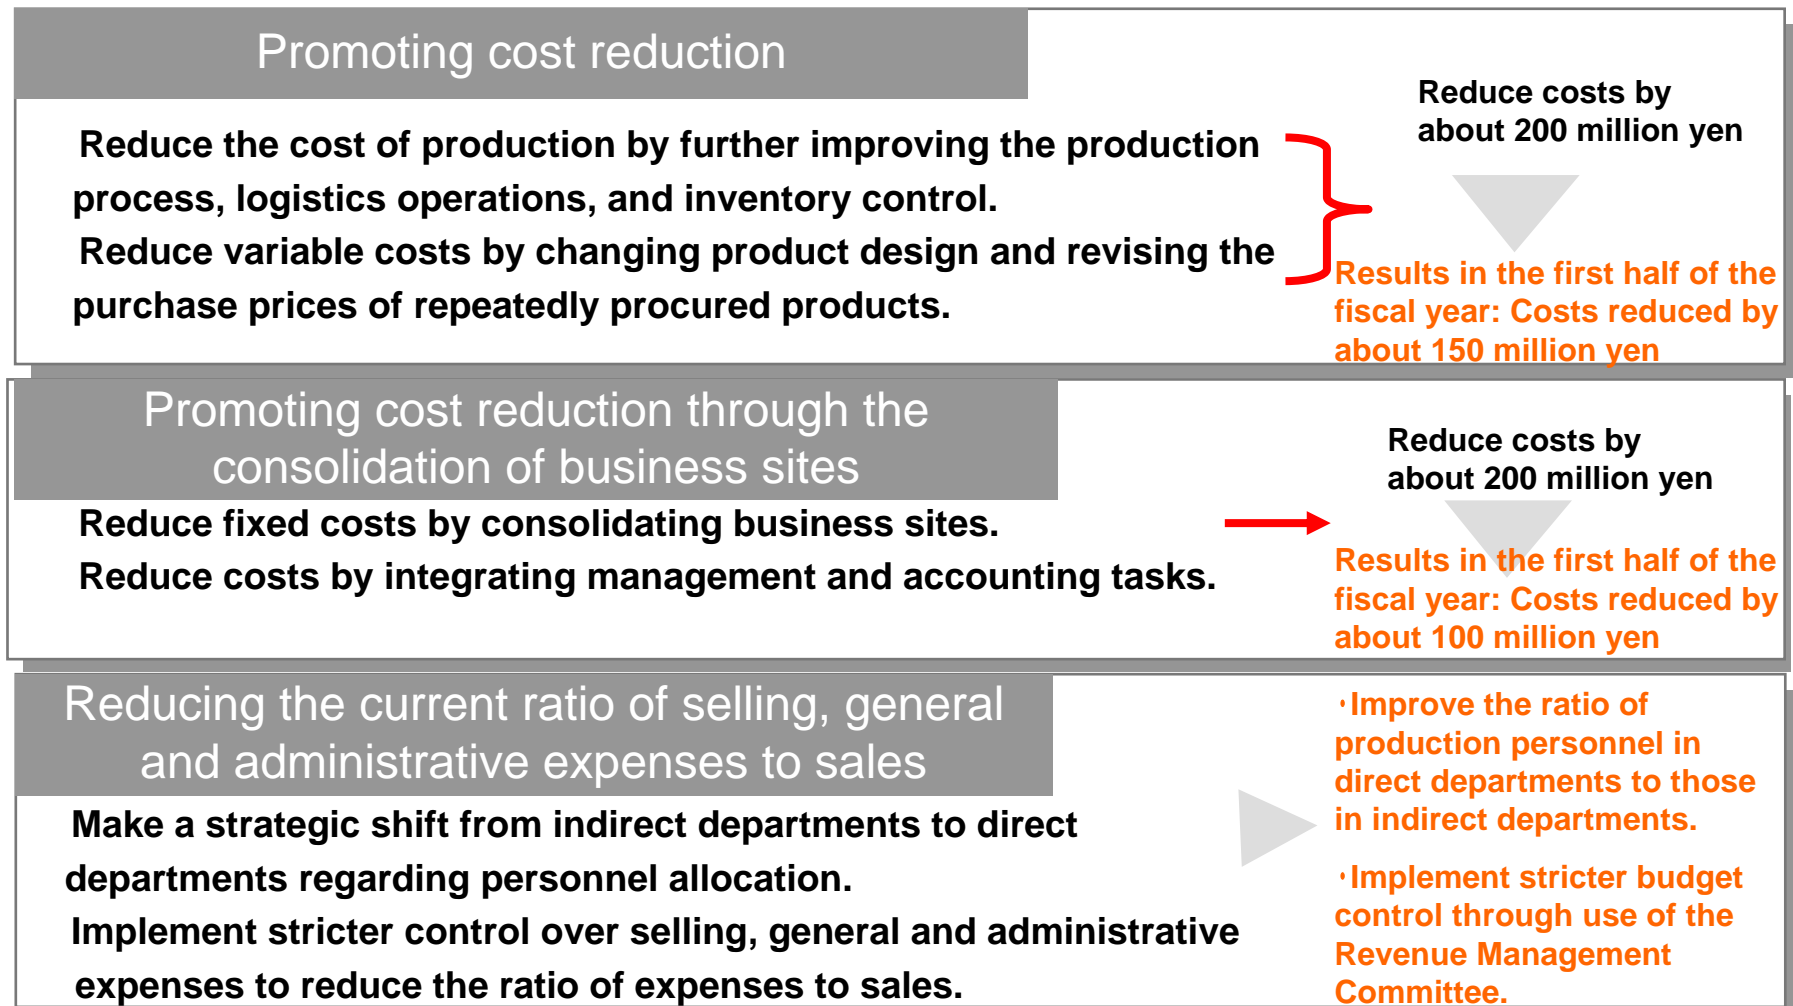 Promoting cost reduction
Reduce the cost of production by further improving the production
process, logistics operations, and inventory control.
Reduce variable costs by changing product design and revising the
purchase prices of repeatedly procured products.
Reduce costs by
about 200 million yen
Results in the first half of the
fiscal year: Costs reduced by
about 150 million yen
Promoting cost reduction through the
consolidation of business sites
Reduce fixed costs by consolidating business sites.
Reduce costs by integrating management and accounting tasks.
Reduce costs by
about 200 million yen
Results in the first half of the
fiscal year: Costs reduced by
about 100 million yen
Reducing the current ratio of selling, general
and administrative expenses to sales
Make a strategic shift from indirect departments to direct
departments regarding personnel allocation.
Implement stricter control over selling, general and administrative
expenses to reduce the ratio of expenses to sales.
・Improve the ratio of
production personnel in
direct departments to those
in indirect departments.
・Implement stricter budget
control through use of the
Revenue Management
Committee.